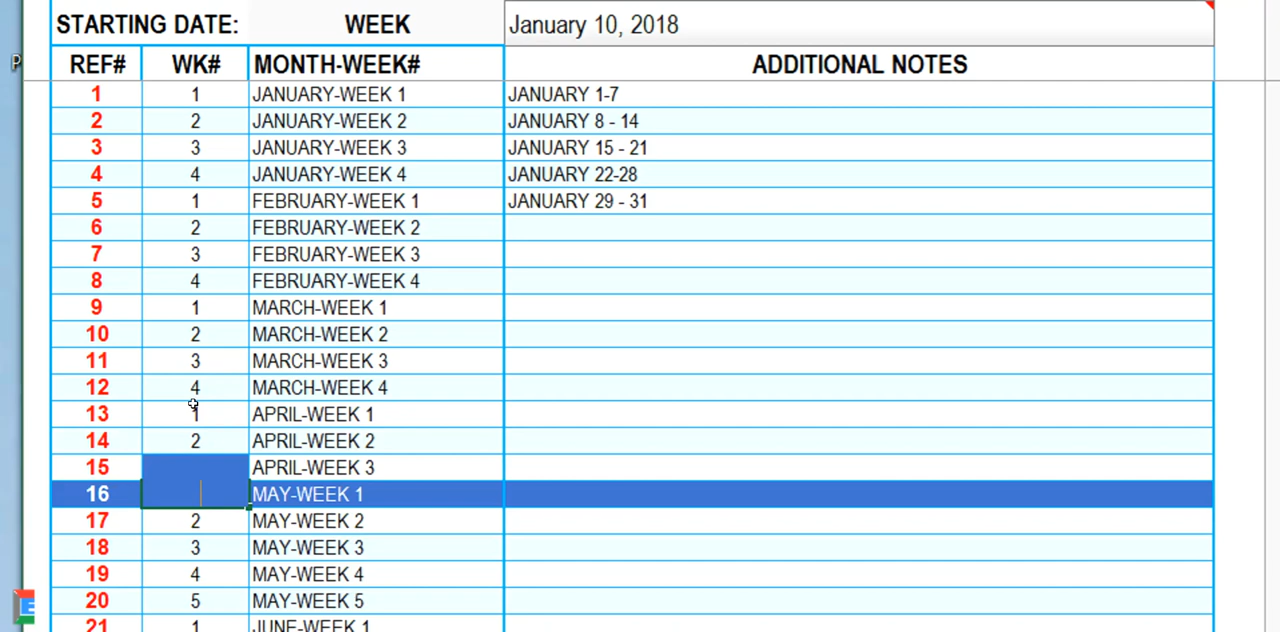 STARTING DATE: WEEK January 10, 2018
P REF# WK# MONTH-WEEK# ADDITIONAL NOTES
1 1 JANUARY-WEEK 1 JANUARY 1-7
2 2 JANUARY-WEEK 2 JANUARY 8 - 14
3 3 JANUARY-WEEK 3 JANUARY 15 - 21
4 4 JANUARY-WEEK 4 JANUARY 22-28
5 1 FEBRUARY-WEEK 1 JANUARY 29 - 31
6 2 FEBRUARY-WEEK 2
7 3 FEBRUARY-WEEK 3
8 4 FEBRUARY-WEEK 4
9 1 MARCH-WEEK 1
10 2 MARCH-WEEK 2
11 3 MARCH-WEEK 3
12 4 MARCH-WEEK 4
13 1 APRIL-WEEK 1
14 2 APRIL-WEEK 2
15 APRIL-WEEK 3
16 MAY-WEEK 1
17 2 MAY-WEEK 2
18 3 MAY-WEEK 3
19 4 MAY-WEEK 4
20 5 MAY-WEEK 5
21 1 JUNE-WEEK 1